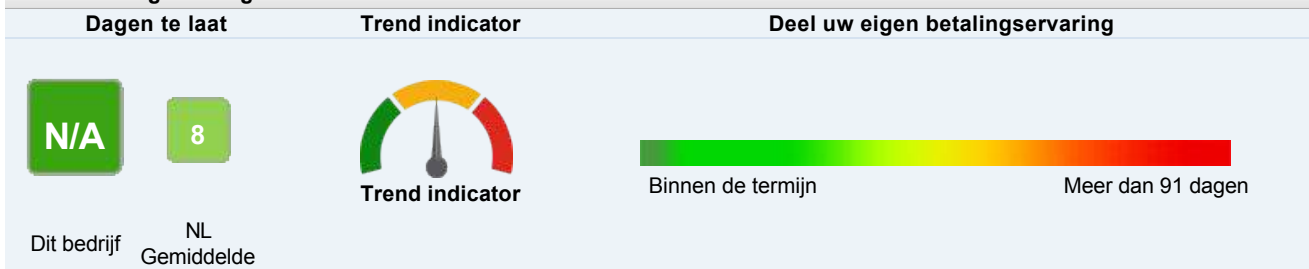 Dagen te laat
Trend indicator
Deel uw eigen betalingservaring
N/A
8
Trend indicator
Binnen de termijn
Meer dan 91 dagen
Dit bedrijf
NL
Gemiddelde